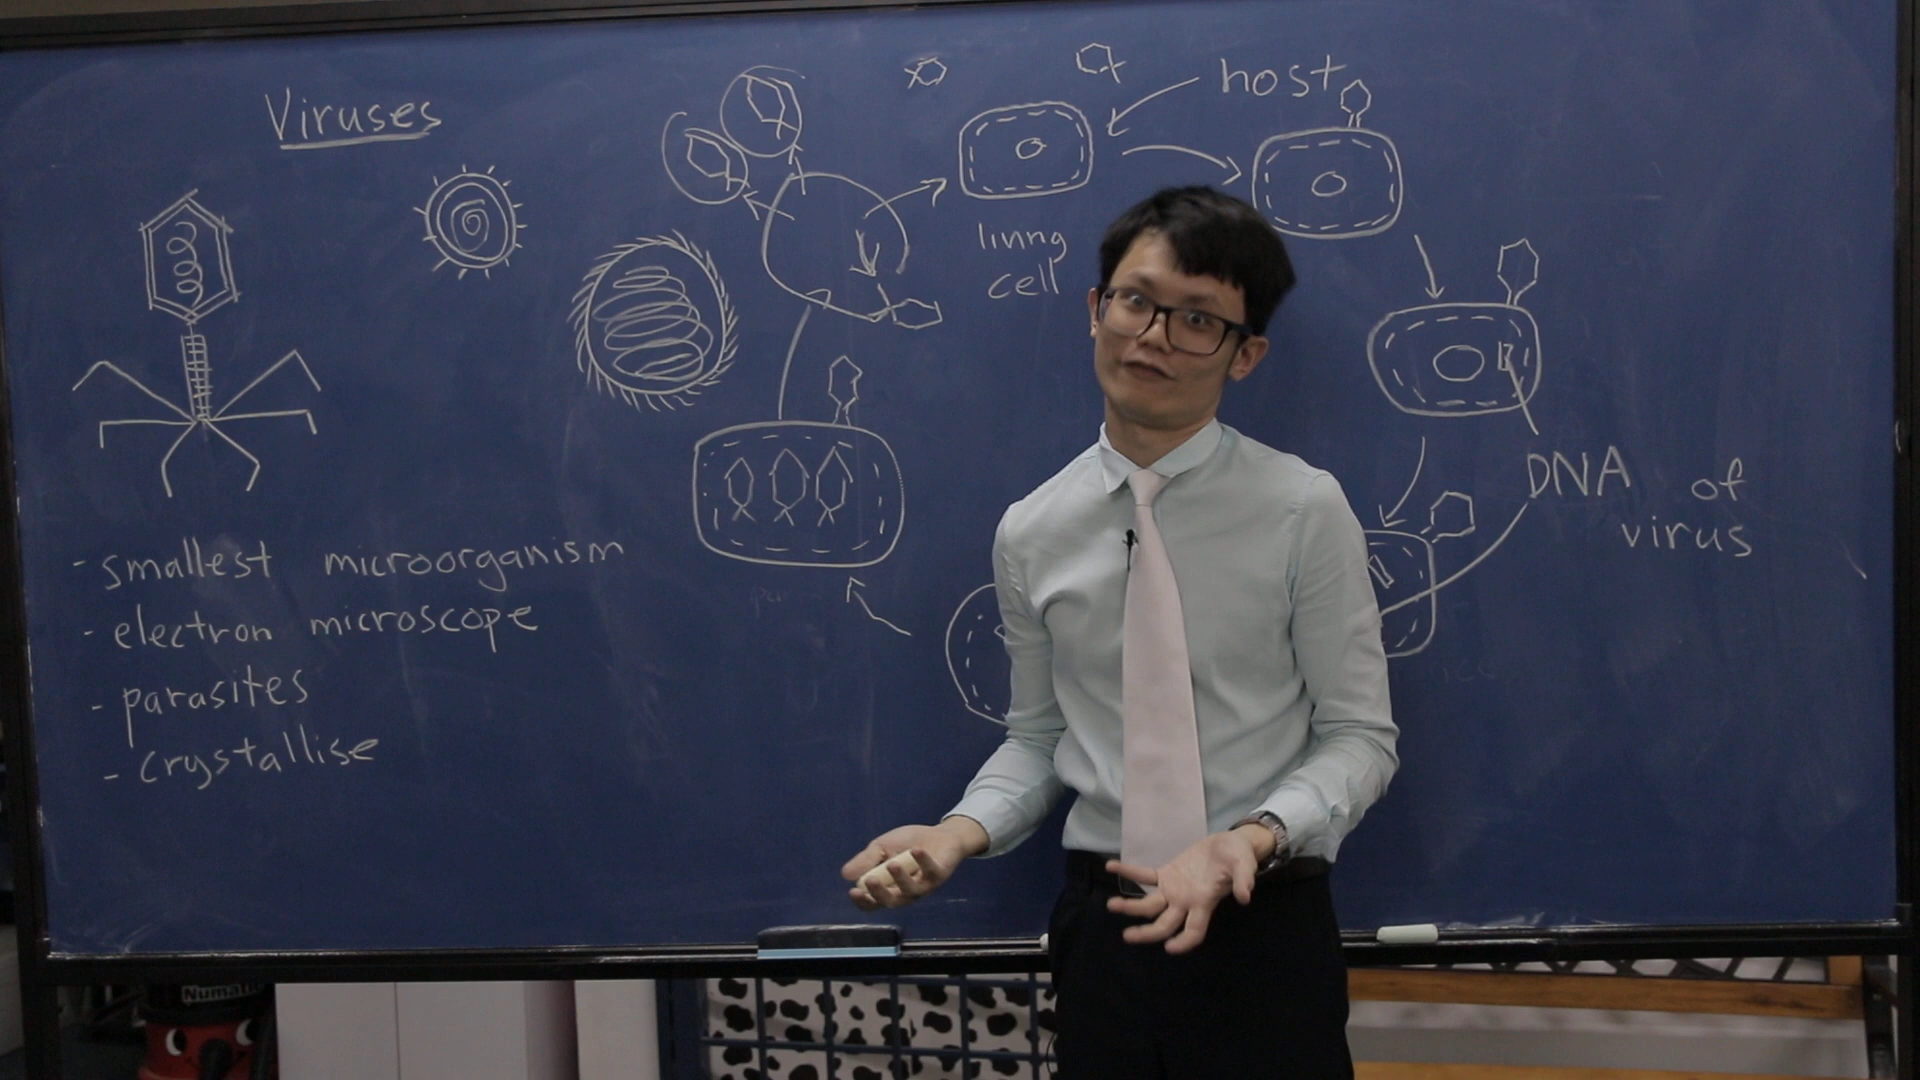 Viruses
- smallest microorganism
- electron microscope
- parasites
- crystallise
host
living
cell
DNA of
virus